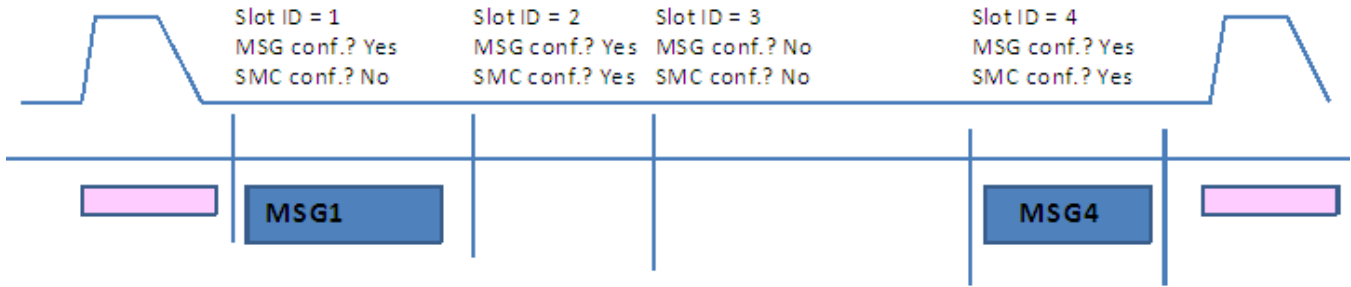 Slot ID = 1
MSG conf.? Yes
SMC conf.? No
Slot ID = 2
MSG conf.? Yes
SMC conf.? Yes
Slot ID = 3
MSG conf.? No
SMC conf.? No
Slot ID = 4
MSG conf.? Yes
SMC conf.? Yes
MSG1
MSG4